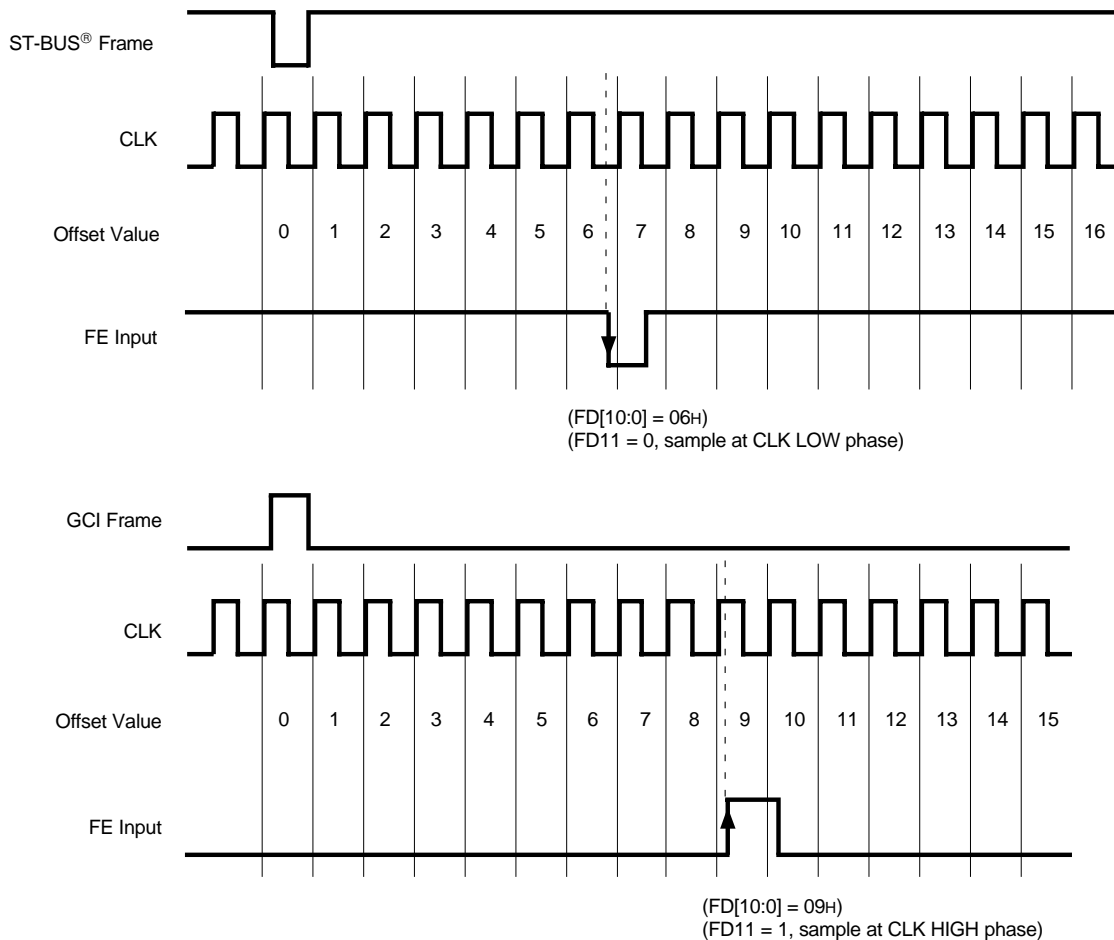 ST-BUS® Frame
CLK
Offset Value 0 1 2 3 4 5 6 7 8 9 10 11 12 13 14 15 16
FE Input
(FD[10:0] = 06H)
(FD11 = 0, sample at CLK LOW phase)
GCI Frame
CLK
Offset Value 0 1 2 3 4 5 6 7 8 9 10 11 12 13 14 15
FE Input
(FD[10:0] = 09H)
(FD11 = 1, sample at CLK HIGH phase)